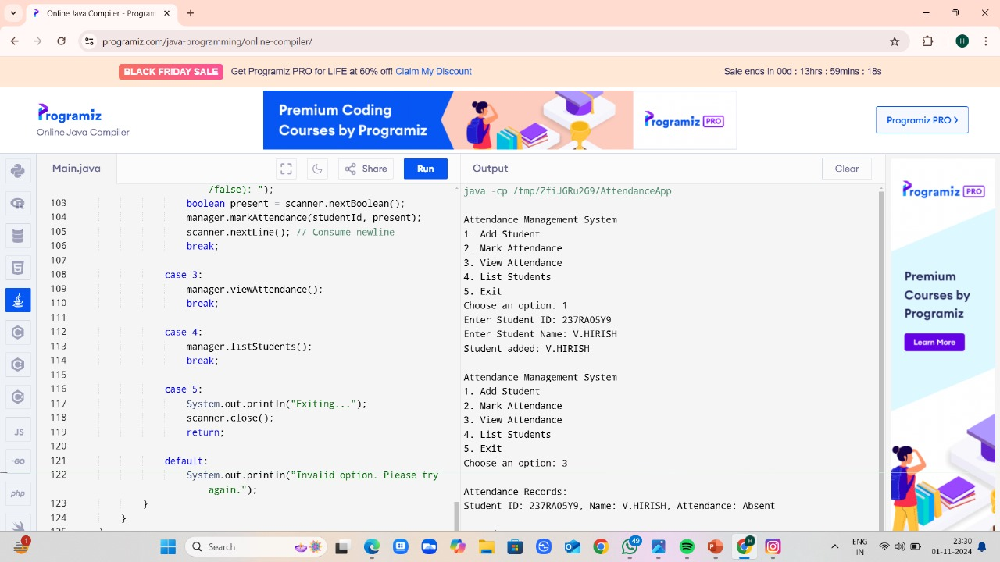 Online Java Compiler - Program
programiz.com/java-programming/online-compiler/
H
BLACK FRIDAY SALE Get Programiz PRO for LIFE at 60% off! Claim My Discount Sale ends in 00d : 13hrs : 59mins : 18s
Programiz
Online Java Compiler
Premium Coding
Courses by Programiz
Programiz PRO
Programiz PRO >
Main.java
Share
Run
Output
Clear
/false): ");
103 boolean present = scanner.nextBoolean();
104 manager.markAttendance(studentId, present);
105 scanner.nextLine(); // Consume newline
106 break;
107
108 case 3:
109 manager.viewAttendance();
110 break;
111
112 case 4:
113 manager.listStudents();
114 break;
115
116 case 5:
117 System.out.println("Exiting...");
118 scanner.close();
119 return;
120
121 default:
122 System.out.println("Invalid option. Please try
again.");
123 }
124 }
JS
GO
php
java -cp /tmp/ZfiJGRu2G9/AttendanceApp
Attendance Management System
1. Add Student
2. Mark Attendance
3. View Attendance
4. List Students
5. Exit
Choose an option: 1
Enter Student ID: 237RA05Y9
Enter Student Name: V.HIRISH
Student added: V.HIRISH
Attendance Management System
1. Add Student
2. Mark Attendance
3. View Attendance
4. List Students
5. Exit
Choose an option: 3
Attendance Records:
Student ID: 237RA05Y9, Name: V.HIRISH, Attendance: Absent
Programiz PRO
Premium
Courses by
Programiz
Learn More
1
Search
49
H
ENG
IN
23:30
01-11-2024